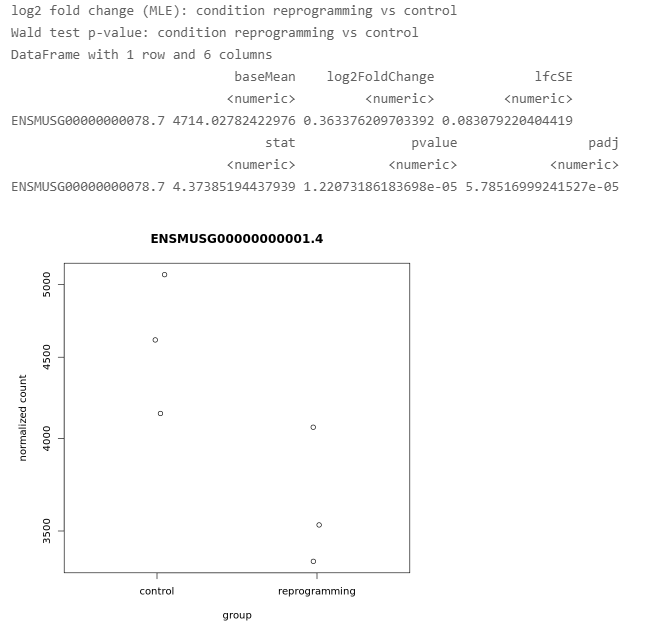 log2 fold change (MLE): condition reprogramming vs control
Wald test p-value: condition reprogramming vs control
DataFrame with 1 row and 6 columns
baseMean log2FoldChange lfcSE
<numeric> <numeric> <numeric>
ENSMUSG00000000078.7 4714.02782422976 0.363376209703392 0.083079220404419
stat pvalue padj
<numeric> <numeric> <numeric>
ENSMUSG00000000078.7 4.37385194437939 1.22073186183698e-05 5.78516999241527e-05
ENSMUSG00000000001.4
5000
4500
4000
3500
normalized count
control reprogramming
group